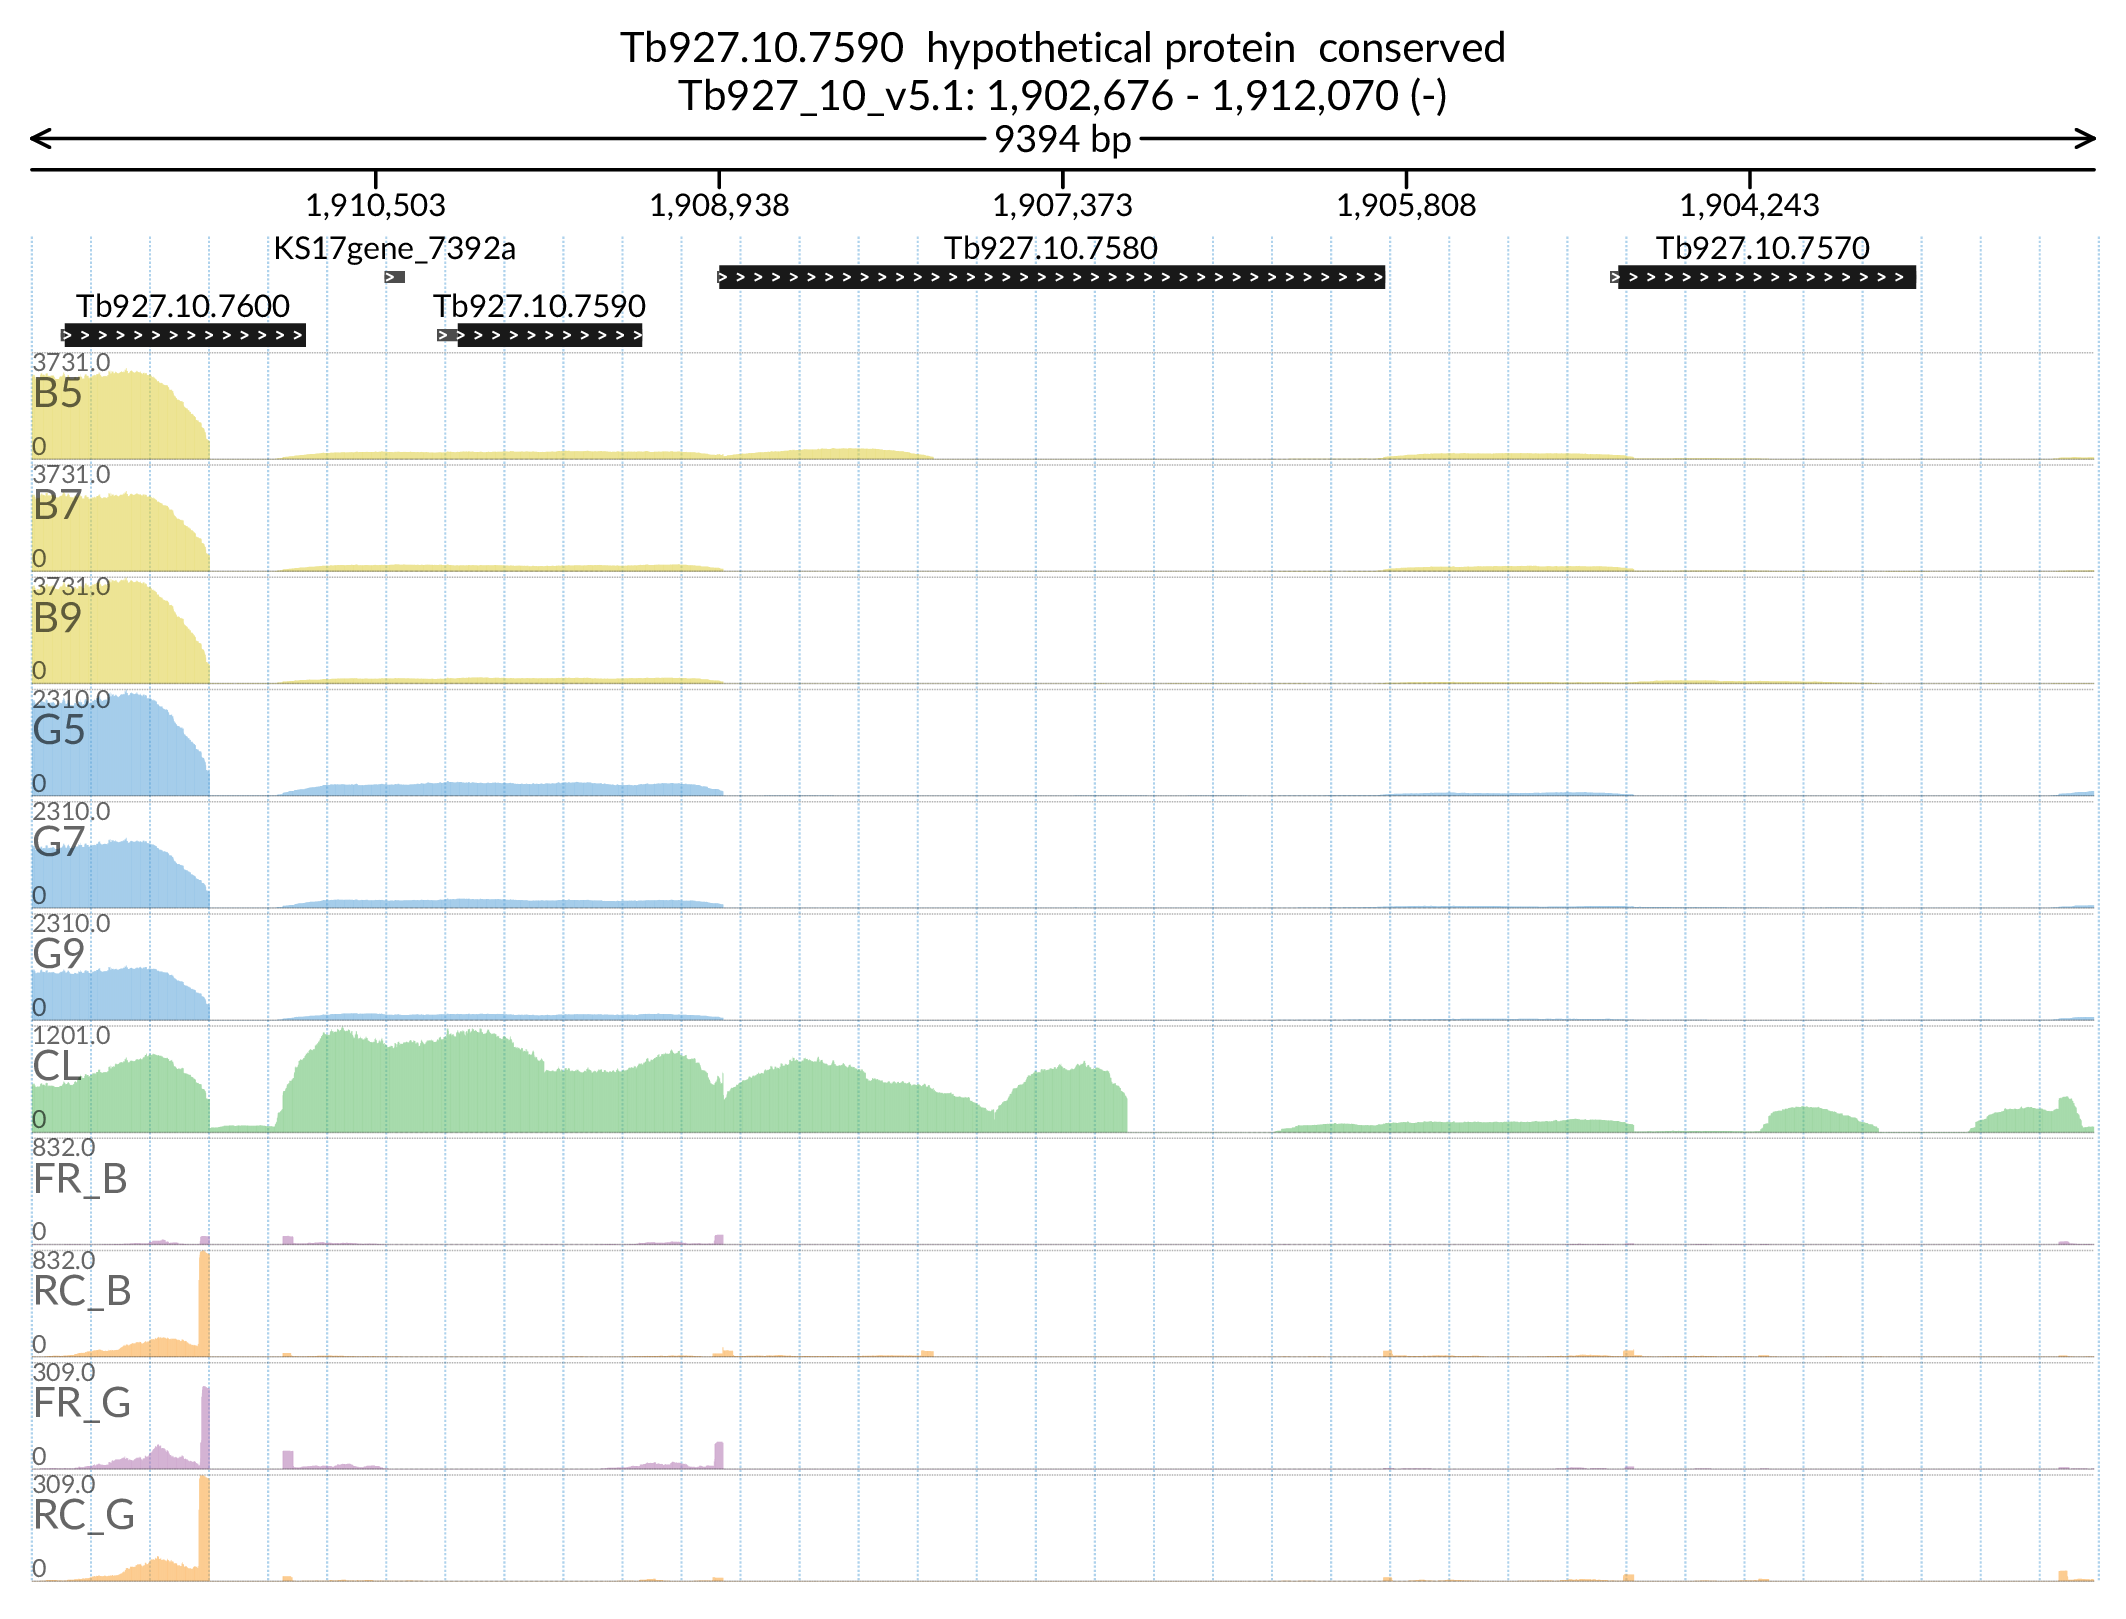 Tb927.10.7590  hypothetical protein  conserved
Tb927_10_v5.1: 1,902,676 - 1,912,070 (-)
9394 bp
1,910,503 1,908,938 1,907,373 1,905,808 1,904,243
KS17gene_7392a Tb927.10.7580 Tb927.10.7570
Tb927.10.7600 Tb927.10.7590
3731.0
B5
0
3731.0
B7
0
3731.0
B9
0
2310.0
G5
0
2310.0
G7
0
2310.0
G9
0
1201.0
CL
0
832.0
FR_B
0
832.0
RC_B
0
309.0
FR_G
0
309.0
RC_G
0